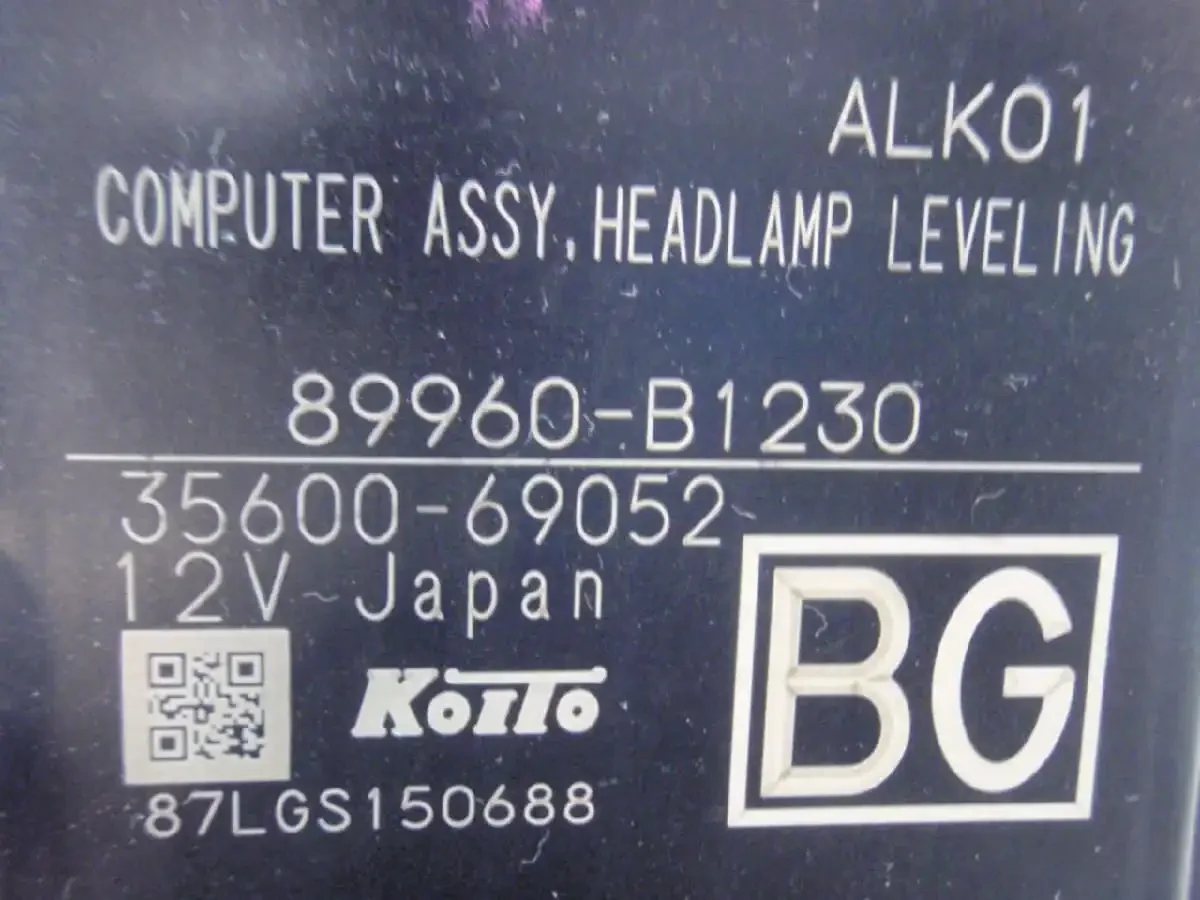 ALK01
COMPUTER ASSY, HEADLAMP LEVELING
89960-B1230
35600-69052
12V Japan
BG
KOITO
87LGS150688